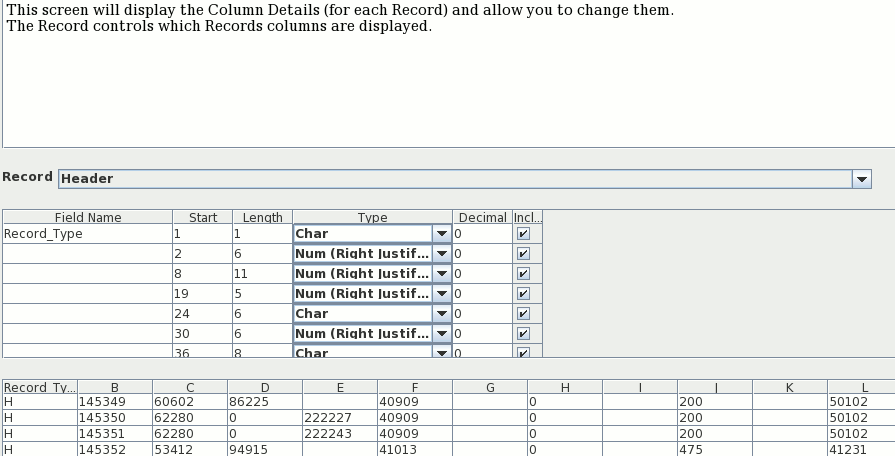 This screen will display the Column Details (for each Record) and allow you to change them.
The Record controls which Records columns are displayed.
Record Header
Field Name Start Length Type Decimal Incl...
Record_Type 1 1 Char 0
2 6 Num (Right Justif... 0
8 11 Num (Right Justif... 0
19 5 Num (Right Justif... 0
24 6 Char 0
30 6 Num (Right Justif... 0
36 8 Char 0
Record_Ty... B C D E F G H I J K L
H 145349 60602 86225 40909 0 200 50102
H 145350 62280 0 222227 40909 0 200 50102
H 145351 62280 0 222243 40909 0 200 50102
H 145352 53412 94915 41013 0 475 41231